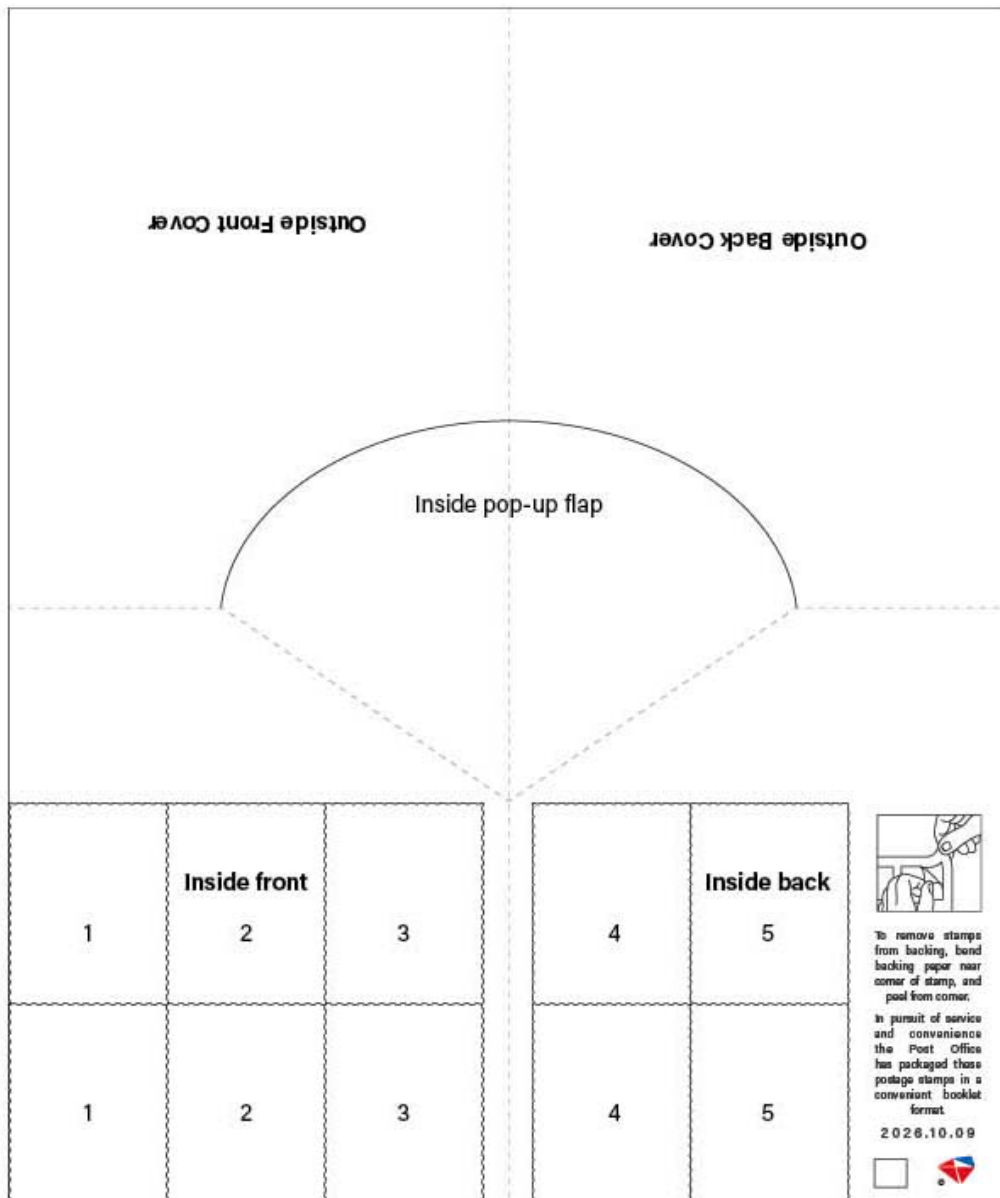 Outside Front Cover
Outside Back Cover
Inside pop-up flap
Inside front
Inside back
1 2 3 4 5
1 2 3 4 5
To remove stamps
from backing, bend
backing paper near
corner of stamp, and
peel from corner.
In pursuit of service
and convenience
the Post Office
has packaged these
postage stamps in a
convenient booklet
format.
2026.10.09